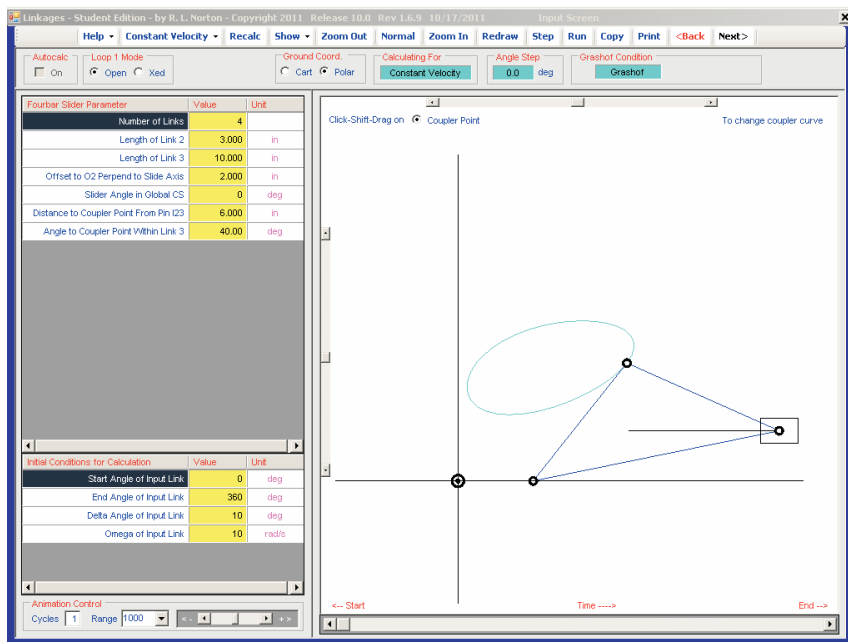 Linkages - Student Edition - by R. L. Norton - Copyright 2011 Release 10.0 Rev 1.6.9 10/17/2011 Input Screen
Help Constant Velocity Recalc Show Zoom Out Normal Zoom In Redraw Step Run Copy Print <Back Next>
Autocalc Loop 1 Mode Ground Coord. Calculating For Angle Step Grashof Condition
On Open Xed Cart Polar Constant Velocity 0.0 deg Grashof
Fourbar Slider Parameter Value Unit
Number of Links 4
Length of Link 2 3.000 in
Length of Link 3 10.000 in
Offset to O2 Perpend to Slide Axis 2.000 in
Slider Angle in Global CS 0 deg
Distance to Coupler Point From Pin I23 6.000 in
Angle to Coupler Point Within Link 3 40.00 deg
Initial Conditions for Calculation Value Unit
Start Angle of Input Link 0 deg
End Angle of Input Link 360 deg
Delta Angle of Input Link 10 deg
Omega of Input Link 10 rad/s
Animation Control
Cycles 1 Range 1000 < - + >
Click-Shift-Drag on Coupler Point To change coupler curve
<-- Start Time ----> End -->